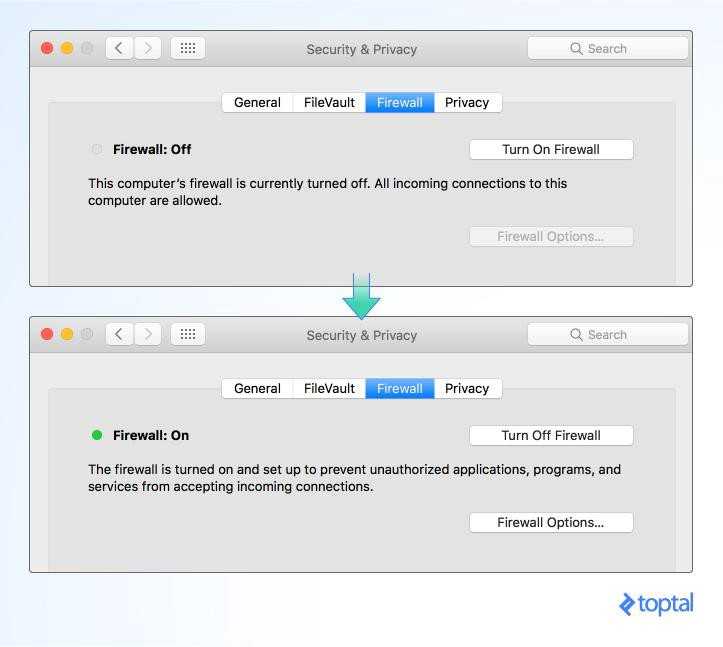 Security & Privacy
Search
General FileVault Firewall Privacy
Firewall: Off
Turn On Firewall
This computer’s firewall is currently turned off. All incoming connections to this
computer are allowed.
Firewall Options...
Security & Privacy
Search
General FileVault Firewall Privacy
Firewall: On
Turn Off Firewall
The firewall is turned on and set up to prevent unauthorized applications, programs, and
services from accepting incoming connections.
Firewall Options...
toptal